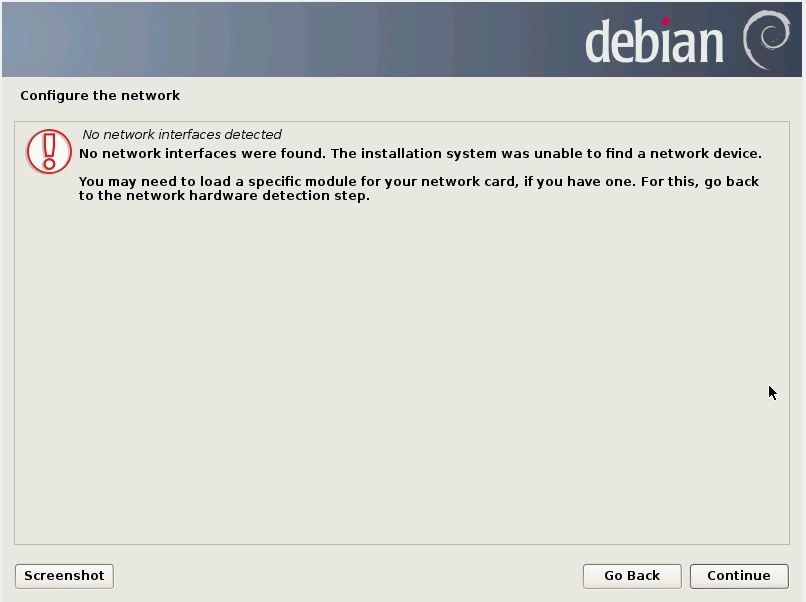 debian
Configure the network
No network interfaces detected
No network interfaces were found. The installation system was unable to find a network device.
You may need to load a specific module for your network card, if you have one. For this, go back
to the network hardware detection step.
Screenshot
Go Back
Continue